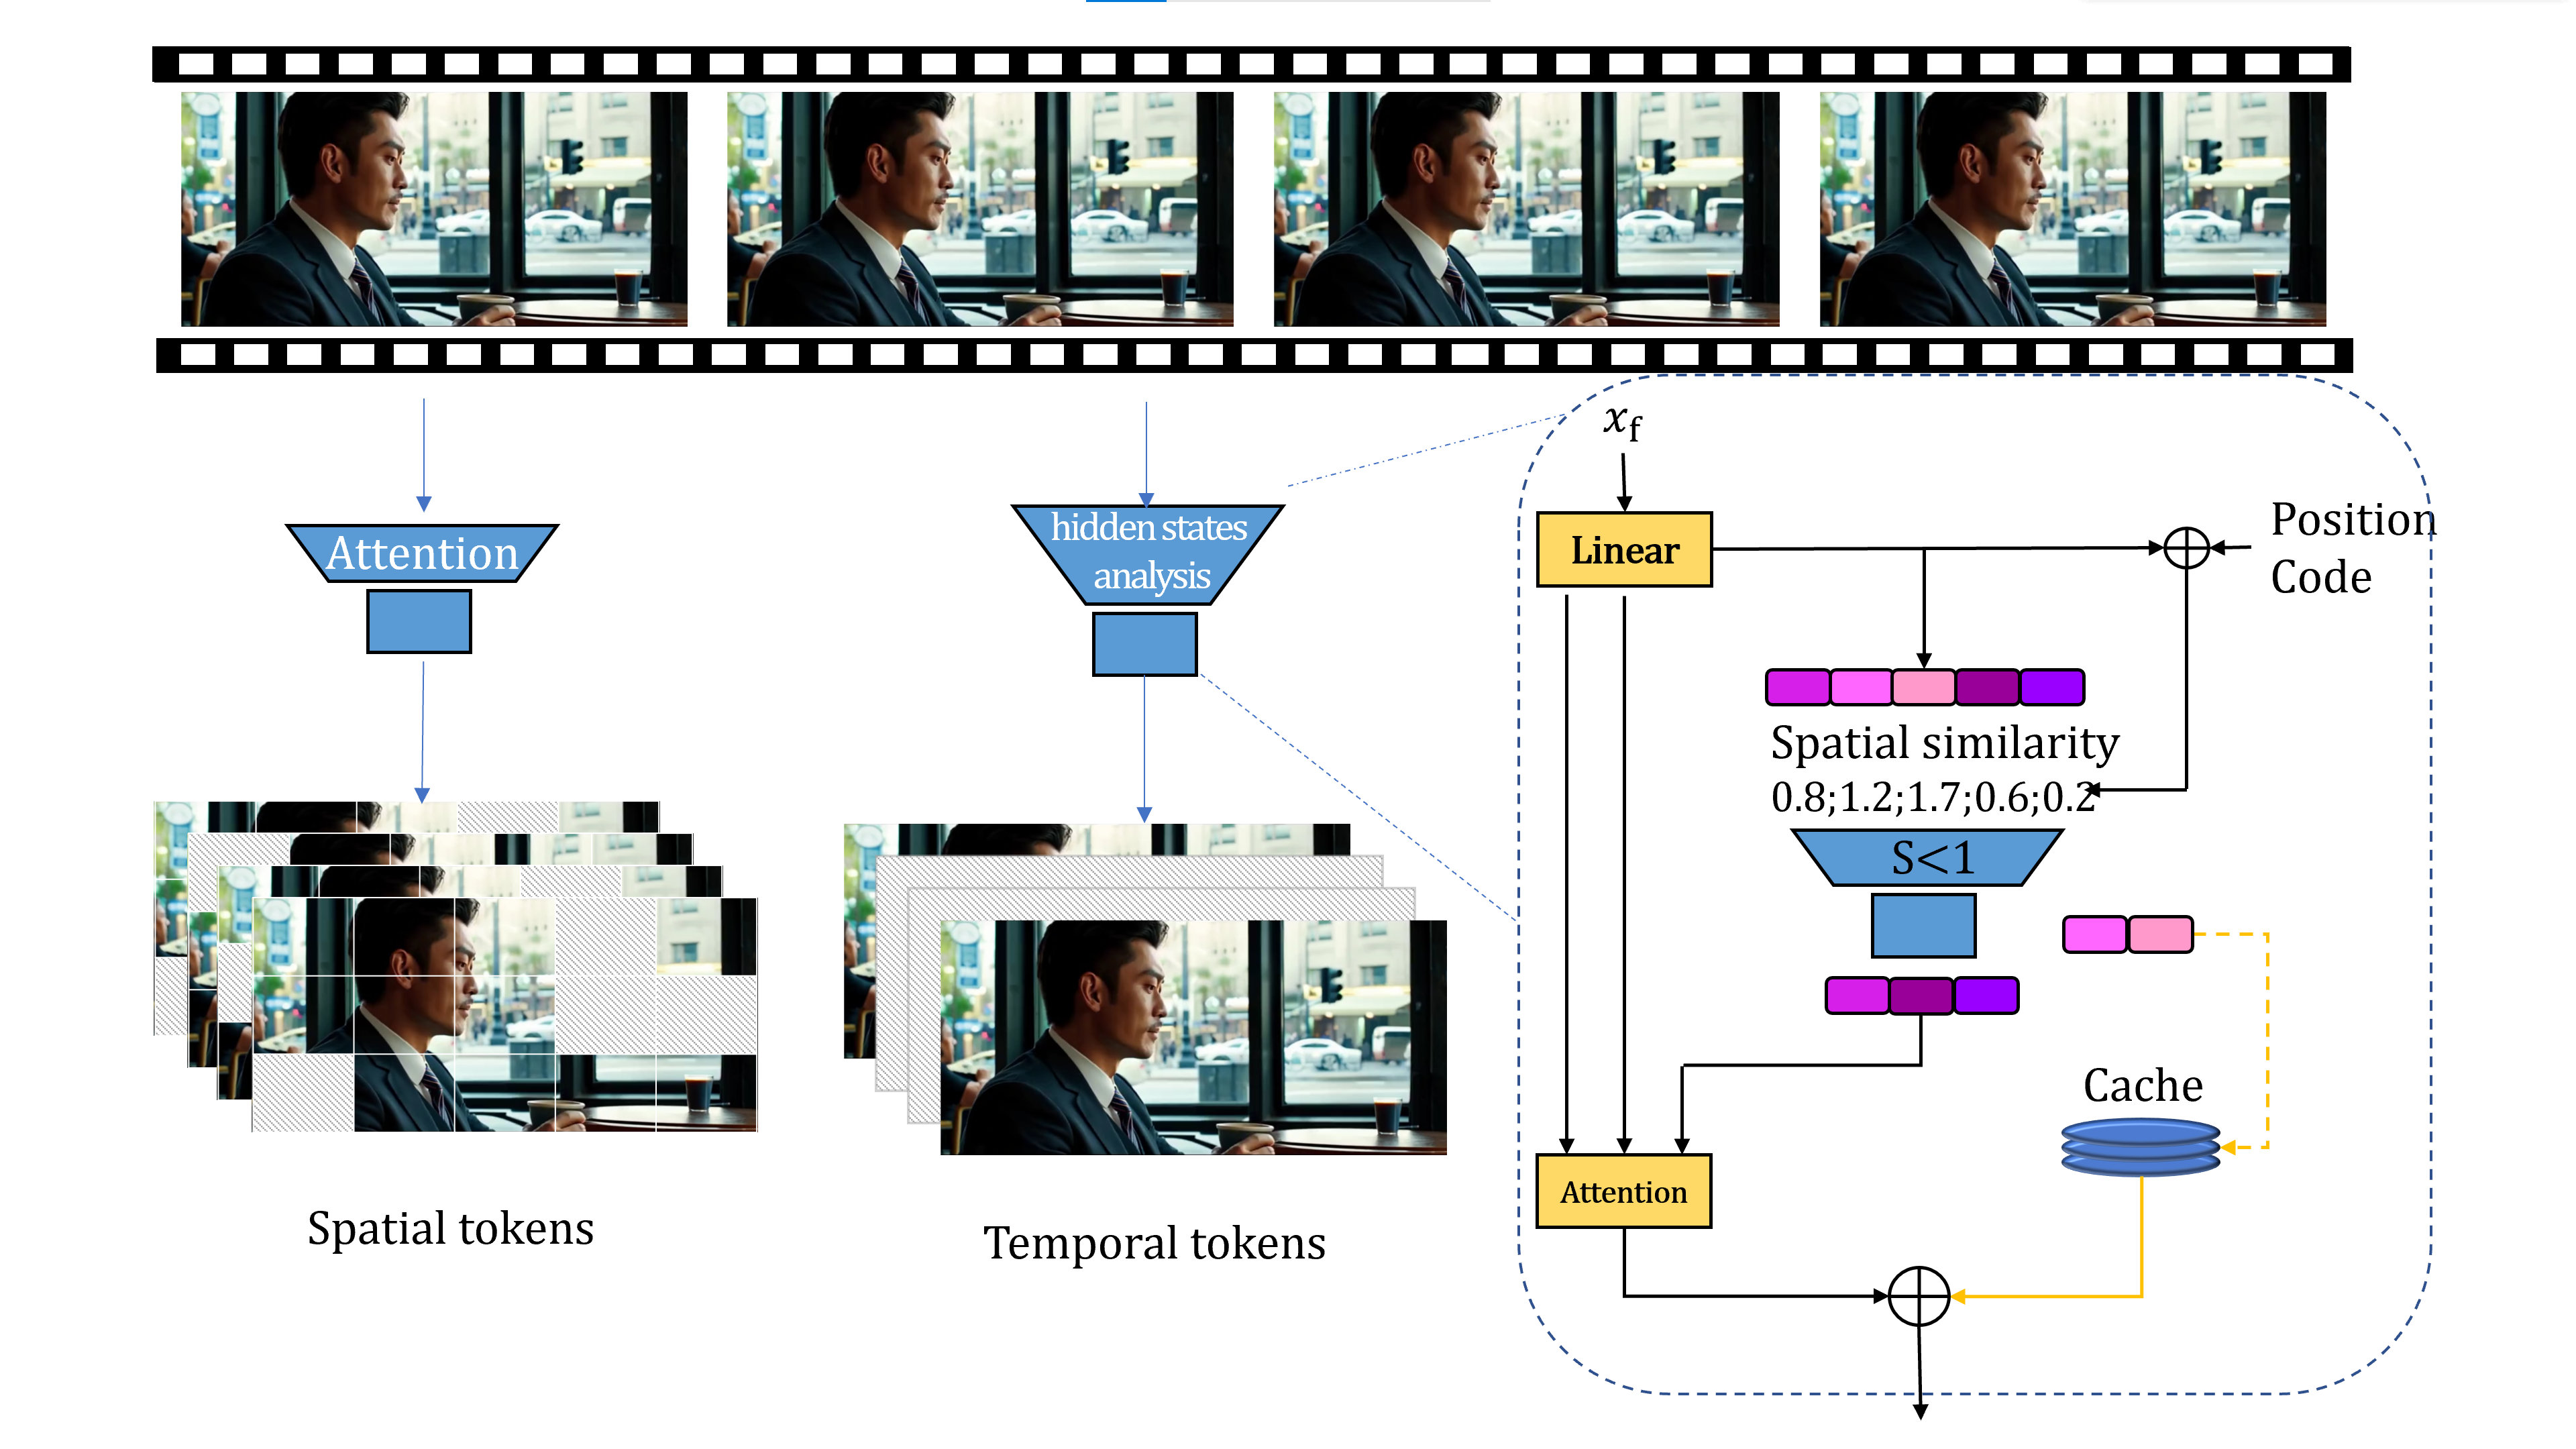 x_f
Linear
Position
Code
Attention
hidden states
analysis
Spatial similarity
0.8;1.2;1.7;0.6;0.2
S<1
Cache
Attention
Spatial tokens
Temporal tokens